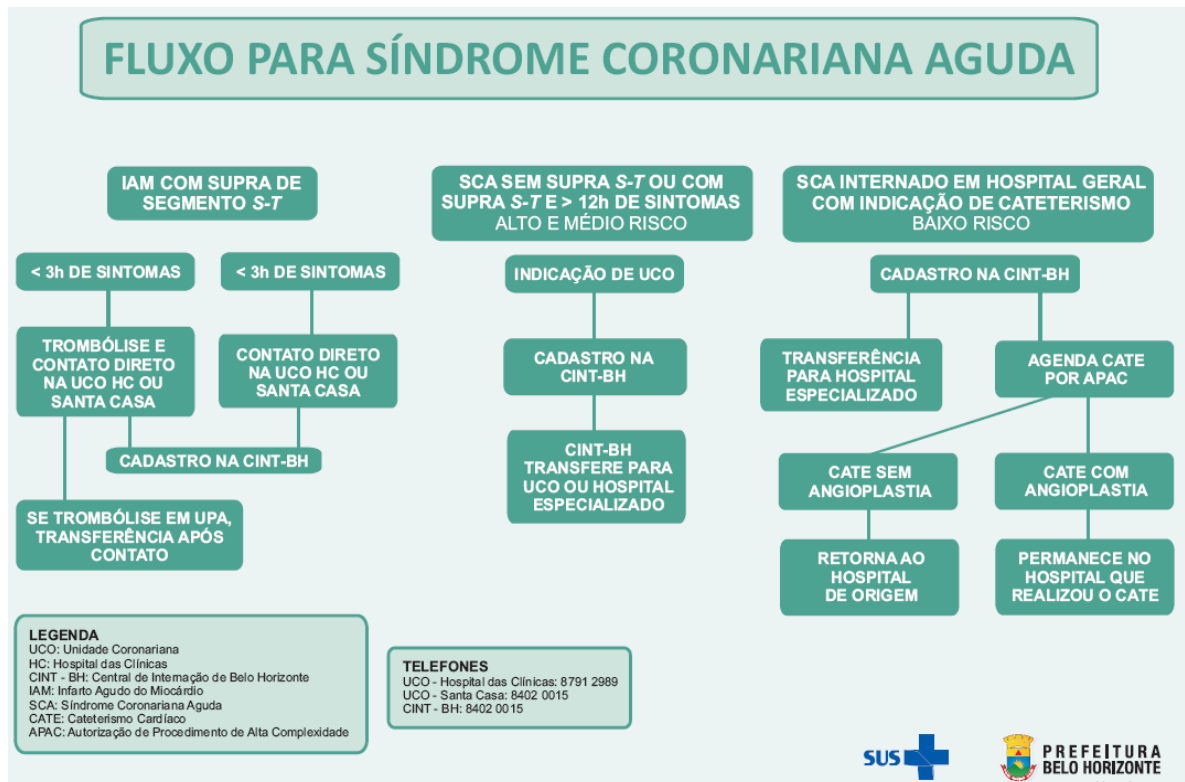 FLUXO PARA SÍNDROME CORONARIANA AGUDA
IAM COM SUPRA DE
SEGMENTO S-T
< 3h DE SINTOMAS
TROMBÓLISE E
CONTATO DIRETO
NA UCO HC OU
SANTA CASA
< 3h DE SINTOMAS
CONTATO DIRETO
NA UCO HC OU
SANTA CASA
CADASTRO NA CINT-BH
SE TROMBÓLISE EM UPA,
TRANSFERÊNCIA APÓS
CONTATO
SCA SEM SUPRA S-T OU COM
SUPRA S-T E > 12h DE SINTOMAS
ALTO E MÉDIO RISCO
INDICAÇÃO DE UCO
CADASTRO NA
CINT-BH
CINT-BH
TRANSFERE PARA
UCO OU HOSPITAL
ESPECIALIZADO
SCA INTERNADO EM HOSPITAL GERAL
COM INDICAÇÃO DE CATETERISMO
BAIXO RISCO
CADASTRO NA CINT-BH
TRANSFERÊNCIA
PARA HOSPITAL
ESPECIALIZADO
AGENDA CATE
POR APAC
CATE SEM
ANGIOPLASTIA
RETORNA AO
HOSPITAL
DE ORIGEM
CATE COM
ANGIOPLASTIA
PERMANECE NO
HOSPITAL QUE
REALIZOU O CATE
LEGENDA
UCO: Unidade Coronariana
HC: Hospital das Clínicas
CINT - BH: Central de Internação de Belo Horizonte
IAM: Infarto Agudo do Miocárdio
SCA: Síndrome Coronariana Aguda
CATE: Cateterismo Cardíaco
APAC: Autorização de Procedimento de Alta Complexidade
TELEFONES
UCO - Hospital das Clínicas: 8791 2989
UCO - Santa Casa: 8402 0015
CINT - BH: 8402 0015
SUS
PREFEITURA
BELO HORIZONTE